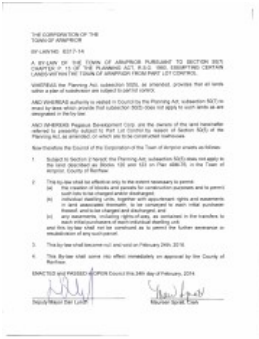 THE CORPORATION OF THE
TOWN OF ARNPRIOR
BY-LAW NO. 6317-14
A BY-LAW OF THE TOWN OF ARNPRIOR PURSUANT TO SECTION 50(7)
CHAPTER P. 13 OF THE PLANNING ACT, R.S.O. 1990, EXEMPTING CERTAIN
LANDS WITHIN THE TOWN OF ARNPRIOR FROM PART LOT CONTROL
WHEREAS the Planning Act, subsection 50(5), as amended, provides that all lands
within a plan of subdivision are subject to part lot control.
AND WHEREAS authority is vested in Council by the Planning Act, subsection 50(7) to
enact by-laws which provide that subsection 50(5) does not apply to such lands as are
designated in the by-law.
AND WHEREAS Pegasus Development Corp. are the owners of the land hereinafter
referred to presently subject to Part Lot Control by reason of Section 50(5) of the
Planning Act, as amended, on which are to be constructed townhouses.
Now therefore the Council of the Corporation of the Town of Arnprior enacts as follows:
1. Subject to Section 2 hereof, the Planning Act, subsection 50(5) does not apply to
the land described as Blocks and in Plan in the Town of
Arnprior, County of Renfrew.
2. This by-law shall be effective only to the extent necessary to permit:
(a) the creation of blocks and parcels for construction purposes and to permit
such lots to be charged and/or discharged;
(b) individual dwelling units, together with appurtenant rights and easements
in land associated therewith, to be conveyed to each initial purchaser
thereof, and to be charged and discharged; and
(c) any easements, including rights-of-way, as contained in the transfers to
each initial purchasers of each individual dwelling unit;
and this by-law shall not be construed as to permit the further severance or
resubdivision of any such parcel.
3. This by-law shall become null and void on February 24th, 2016.
4. This By-law shall come into effect immediately on approval by the County of
Renfrew.
ENACTED and PASSED in OPEN Council this 24th day of February, 2014.
Deputy Mayor Dan Lynch Maureen Spratt, Clerk